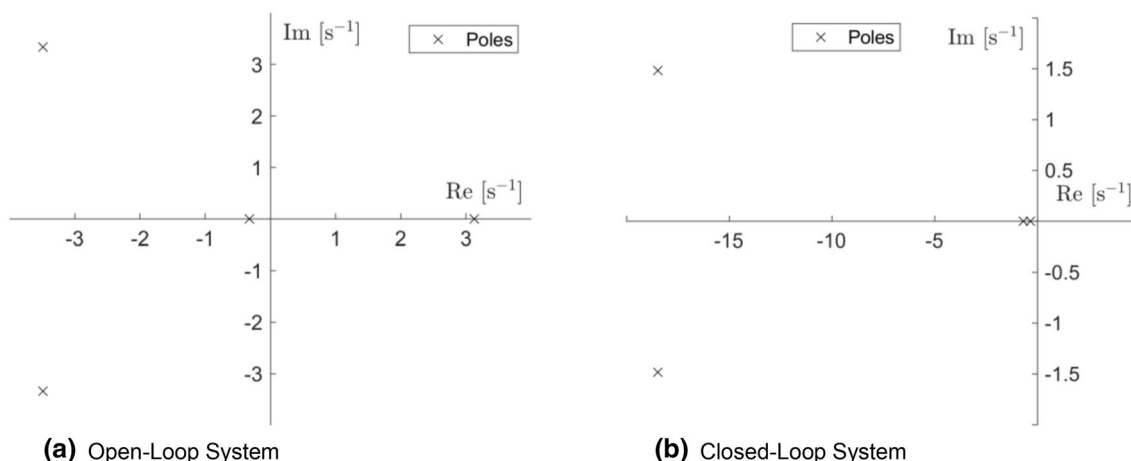 Im [s⁻¹]
× Poles
3
2
1
Re [s⁻¹]
-3 -2 -1 1 2 3
-1
-2
-3
(a) Open-Loop System
× Poles
Im [s⁻¹]
1.5
1
0.5
Re [s⁻¹]
-15 -10 -5
-0.5
-1
-1.5
(b) Closed-Loop System